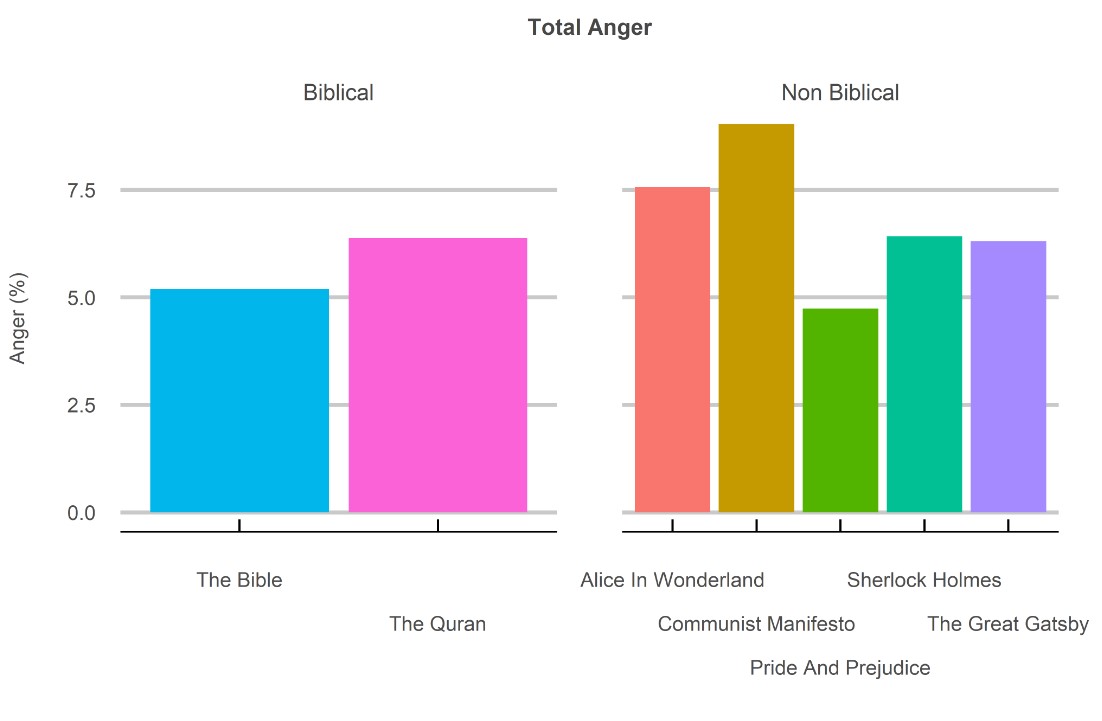 Total Anger
Biblical
Non Biblical
Anger (%)
7.5
5.0
2.5
0.0
The Bible
The Quran
Alice In Wonderland
Communist Manifesto
Pride And Prejudice
Sherlock Holmes
The Great Gatsby